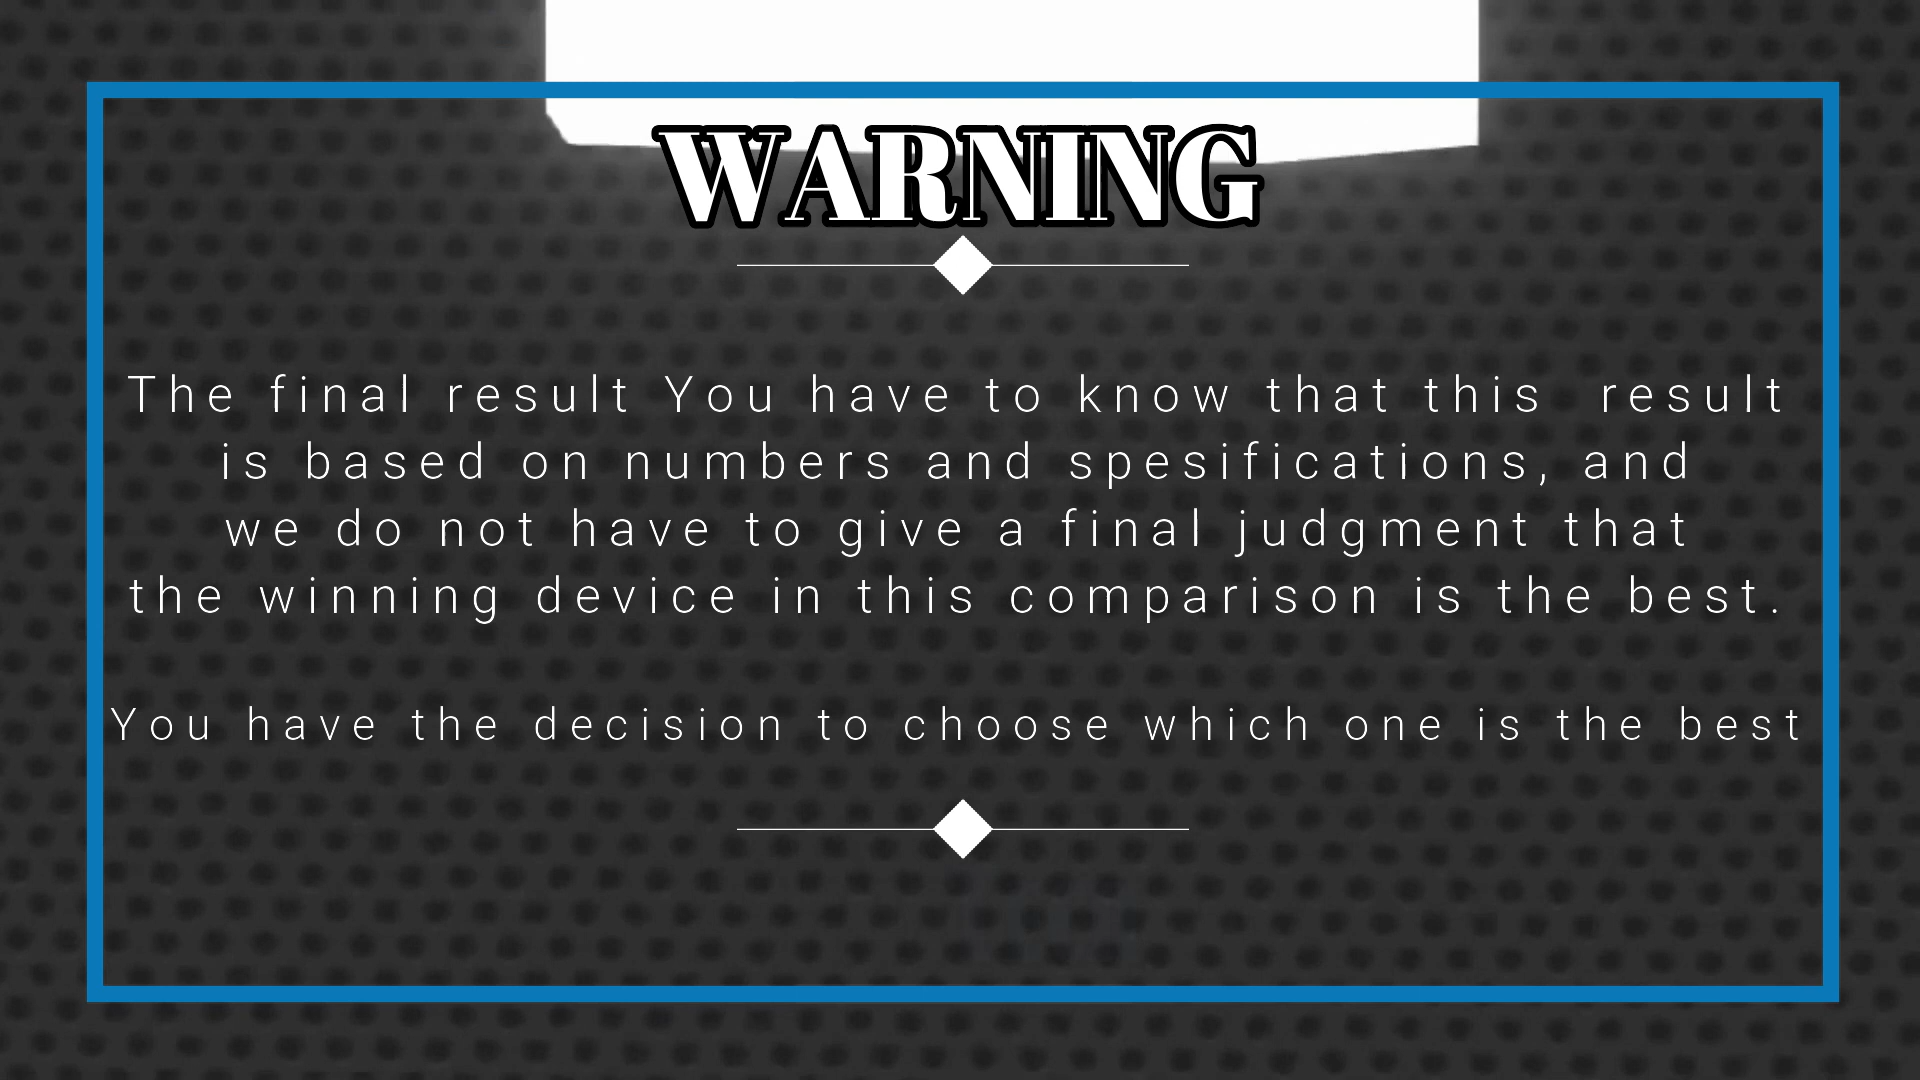 WARNING
The final result You have to know that this  result
is based on numbers and spesifications, and
we do not have to give a final judgment that
the winning device in this comparison is the best.
You have the decision to choose which one is the best